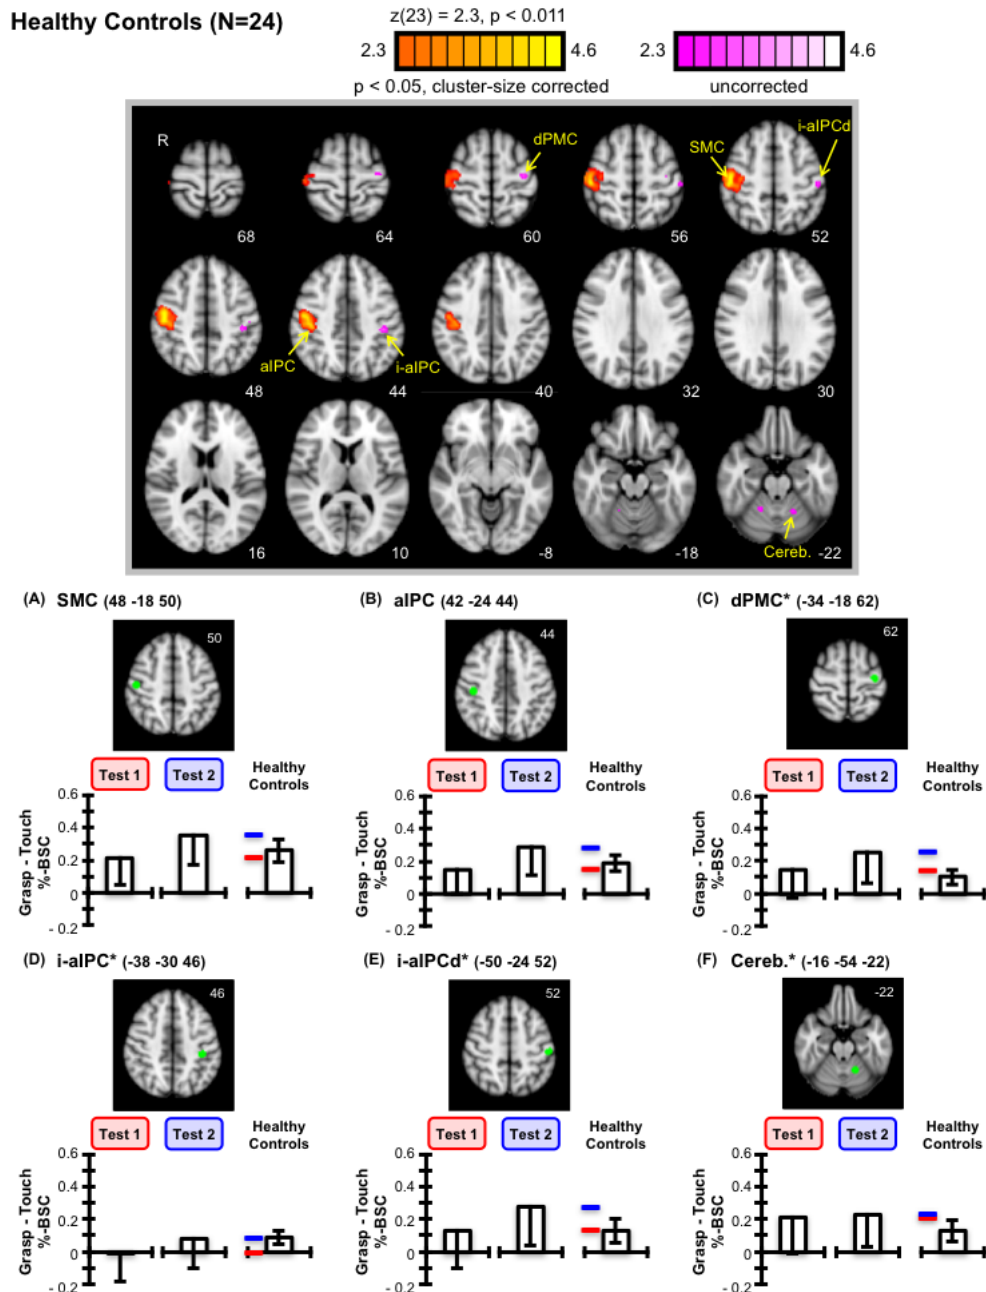 Healthy Controls (N=24)
z(23) = 2.3, p < 0.011
2.3 4.6 2.3 4.6
p < 0.05, cluster-size corrected uncorrected
R dPMC SMC i-aIPCd
68 64 60 56 52
aIPC i-aIPC
48 44 40 32 30
Cereb.
16 10 -8 -18 -22
(A) SMC (48 -18 50) (B) aIPC (42 -24 44) (C) dPMC* (-34 -18 62)
50 44 62
Test 1 Test 2 Healthy Controls Test 1 Test 2 Healthy Controls Test 1 Test 2 Healthy Controls
Grasp - Touch
%-BSC
0.6
0.4
0.2
0
- 0.2
Grasp - Touch
%-BSC
0.6
0.4
0.2
0
- 0.2
Grasp - Touch
%-BSC
0.6
0.4
0.2
0
- 0.2
(D) i-aIPC* (-38 -30 46) (E) i-aIPCd* (-50 -24 52) (F) Cereb.* (-16 -54 -22)
46 52 -22
Test 1 Test 2 Healthy Controls Test 1 Test 2 Healthy Controls Test 1 Test 2 Healthy Controls
Grasp - Touch
%-BSC
0.6
0.4
0.2
0
- 0.2
Grasp - Touch
%-BSC
0.6
0.4
0.2
0
- 0.2
Grasp - Touch
%-BSC
0.6
0.4
0.2
0
- 0.2